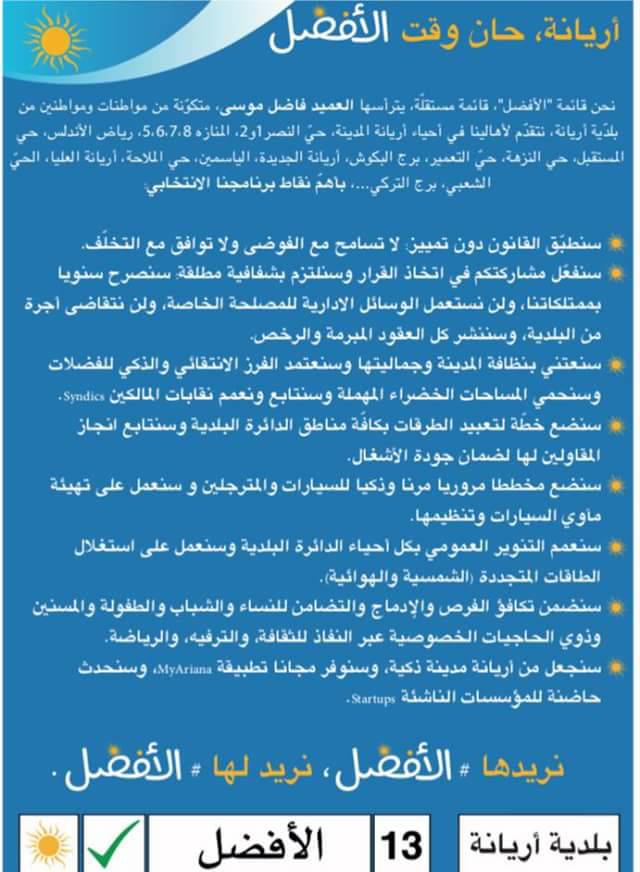 أريانة، حان وقت الأفضل
نحن قائمة "الأفضل"، قائمة مستقلّة، يترأسها العميد فاضل موسى، متكوّنة من مواطنات ومواطنين من
بلدية أريانة، نتقدّم لأهالينا في أحياء أريانة المدينة، حيّ النصر1و2، المنازه 5،6،7،8، رياض الأندلس، حي
المستقبل، حي النزهة، حيّ التعمير، برج البكوش، أريانة الجديدة، الياسمين، حي الملاحة، أريانة العليا، الحيّ
الشعبي، برج التركي...، بأهمّ نقاط برنامجنا الانتخابي:
سنطبّق القانون دون تمييز: لا تسامح مع الفوضى ولا توافق مع التخلّف.
سنفعّل مشاركتكم في اتخاذ القرار وسنلتزم بشفافية مطلقة: سنصرح سنويا
بممتلكاتنا، ولن نستعمل الوسائل الادارية للمصلحة الخاصة، ولن نتقاضى أجرة
من البلدية، وسننشر كل العقود المبرمة والرخص.
سنعتني بنظافة المدينة وجماليتها وسنعتمد الفرز الانتقائي والذكي للفضلات
وسنحمي المساحات الخضراء المهملة وسنتابع ونعمم نقابات المالكين Syndics.
سنضع خطّة لتعبيد الطرقات بكافّة مناطق الدائرة البلدية وسنتابع انجاز
المقاولين لها لضمان جودة الأشغال.
سنضع مخططا مروريا مرنا وذكيا للسيارات والمترجلين و سنعمل على تهيئة
مآوي السيارات وتنظيمها.
سنعمم التنوير العمومي بكل أحياء الدائرة البلدية وسنعمل على استغلال
الطاقات المتجددة (الشمسية والهوائية).
سنضمن تكافؤ الفرص والإدماج والتضامن للنساء والشباب والطفولة والمسنين
وذوي الحاجيات الخصوصية عبر النفاذ للثقافة، والترفيه، والرياضة.
سنجعل من أريانة مدينة ذكية، وسنوفر مجانا تطبيقة MyAriana، وسنحدث
حاضنة للمؤسسات الناشئة Startups.
نريدها # الأفضل، نريد لها # الأفضل.
بلدية أريانة 13 الأفضل